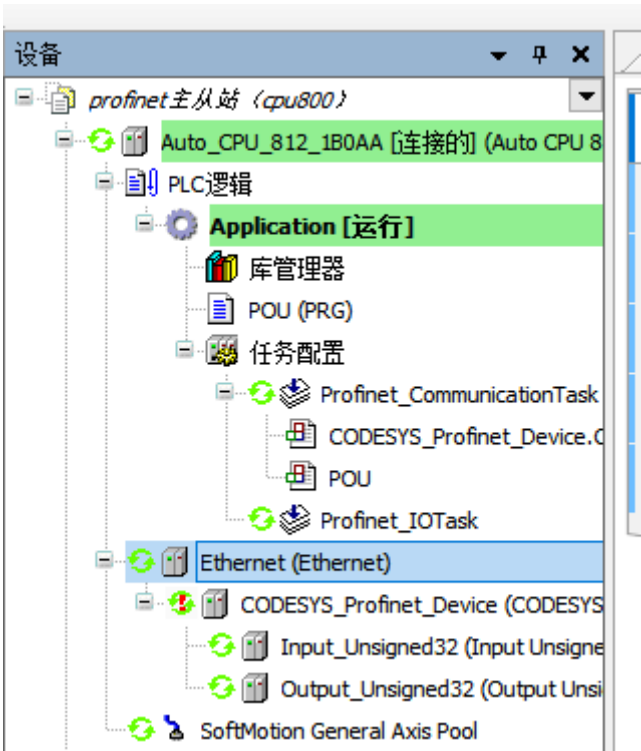 设备
profinet主从站（cpu800）
Auto_CPU_812_1B0AA [连接的] (Auto CPU 8
PLC逻辑
Application [运行]
库管理器
POU (PRG)
任务配置
Profinet_CommunicationTask
CODESYS_Profinet_Device.C
POU
Profinet_IOTask
Ethernet (Ethernet)
CODESYS_Profinet_Device (CODESYS
Input_Unsigned32 (Input Unsigne
Output_Unsigned32 (Output Unsi
SoftMotion General Axis Pool